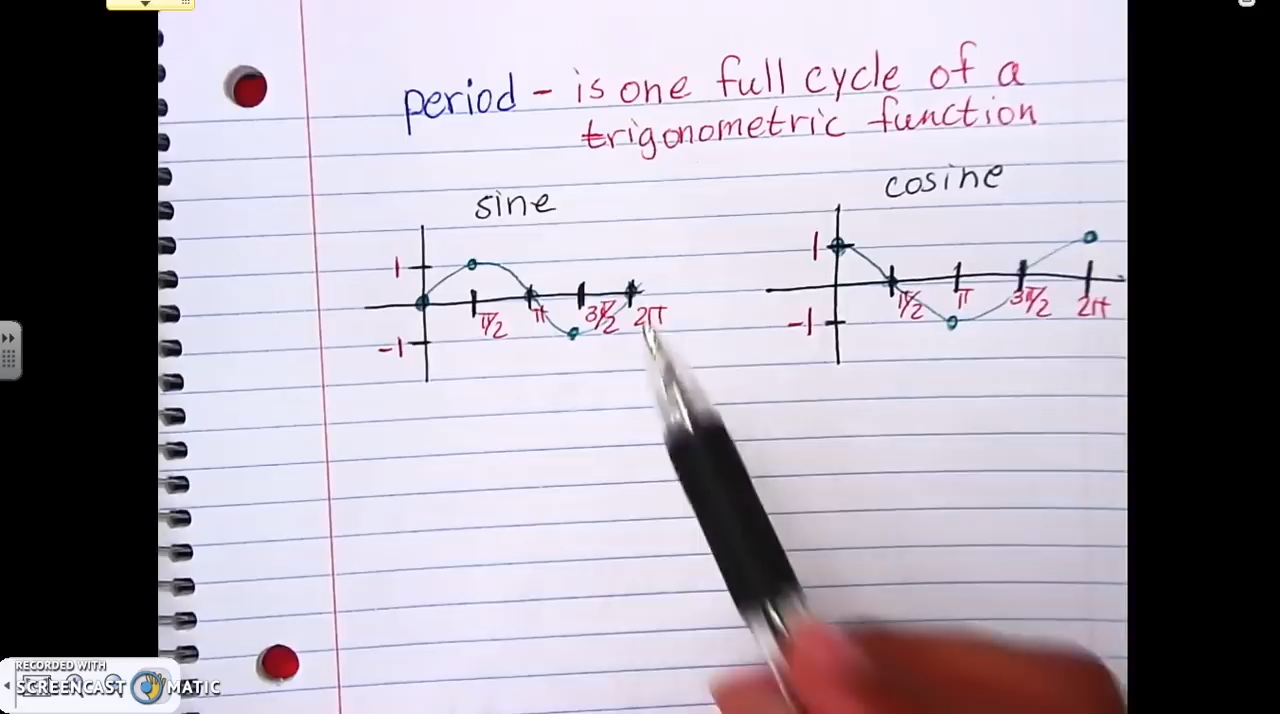 period - is one full cycle of a
trigonometric function
sine
cosine
1
-1
π/2
π
3π/2
2π
1
-1
π/2
π
3π/2
2π
RECORDED WITH
SCREENCAST MATIC